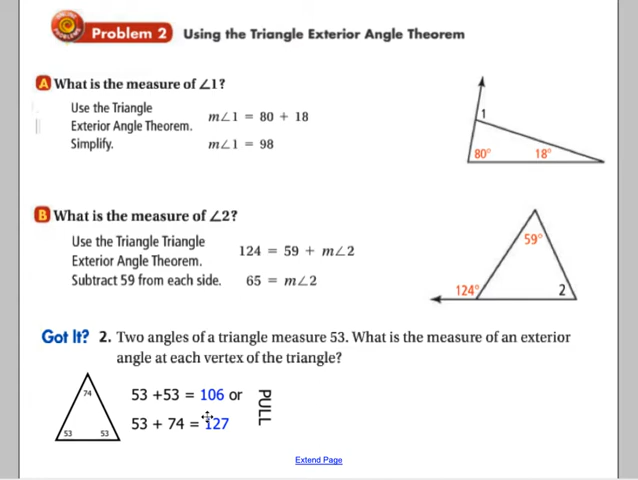 Problem 2 Using the Triangle Exterior Angle Theorem
A What is the measure of ∠1?
Use the Triangle
Exterior Angle Theorem.
m∠1 = 80 + 18
Simplify.
m∠1 = 98
1
80°
18°
B What is the measure of ∠2?
Use the Triangle Triangle
Exterior Angle Theorem.
124 = 59 + m∠2
Subtract 59 from each side.
65 = m∠2
59°
124°
2
Got It? 2. Two angles of a triangle measure 53. What is the measure of an exterior
angle at each vertex of the triangle?
74
53
53
53 +53 = 106 or
53 + 74 = 127
PULL
Extend Page